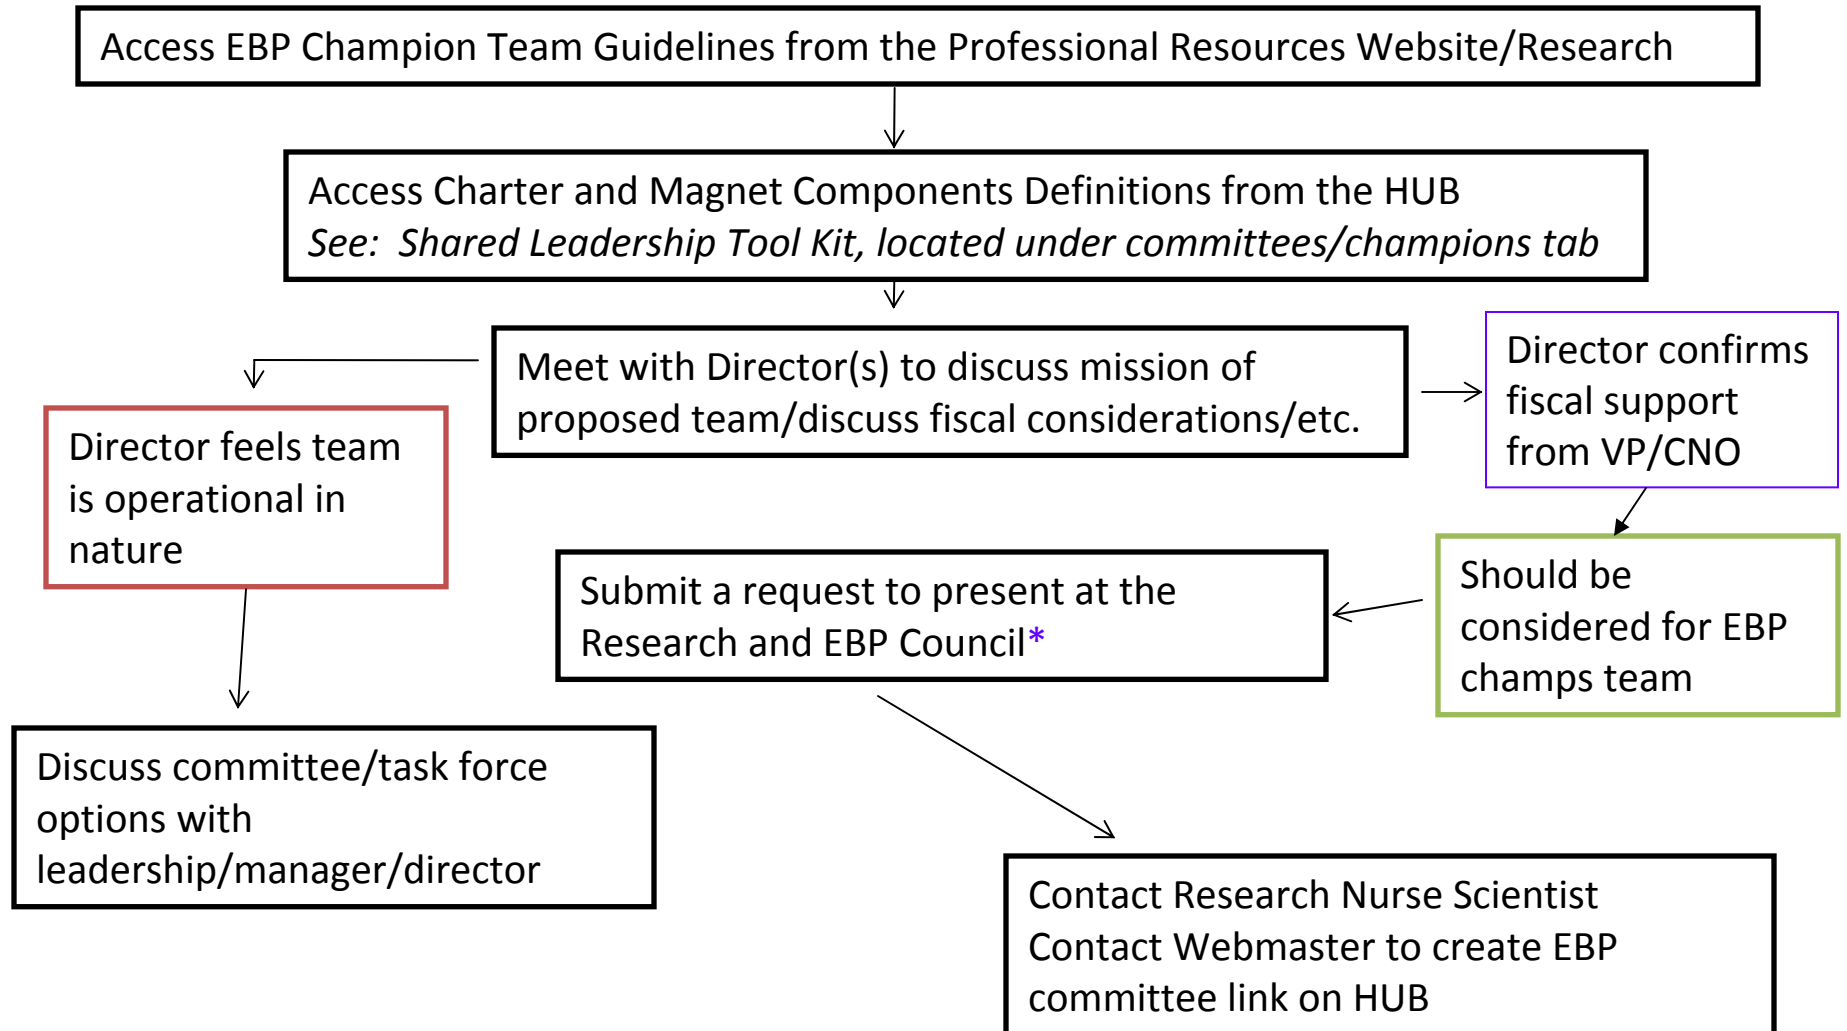 Access EBP Champion Team Guidelines from the Professional Resources Website/Research
Access Charter and Magnet Components Definitions from the HUB
See:  Shared Leadership Tool Kit, located under committees/champions tab
Meet with Director(s) to discuss mission of
proposed team/discuss fiscal considerations/etc.
Director confirms
fiscal support
from VP/CNO
Director feels team
is operational in
nature
Should be
considered for EBP
champs team
Submit a request to present at the
Research and EBP Council*
Discuss committee/task force
options with
leadership/manager/director
Contact Research Nurse Scientist
Contact Webmaster to create EBP
committee link on HUB